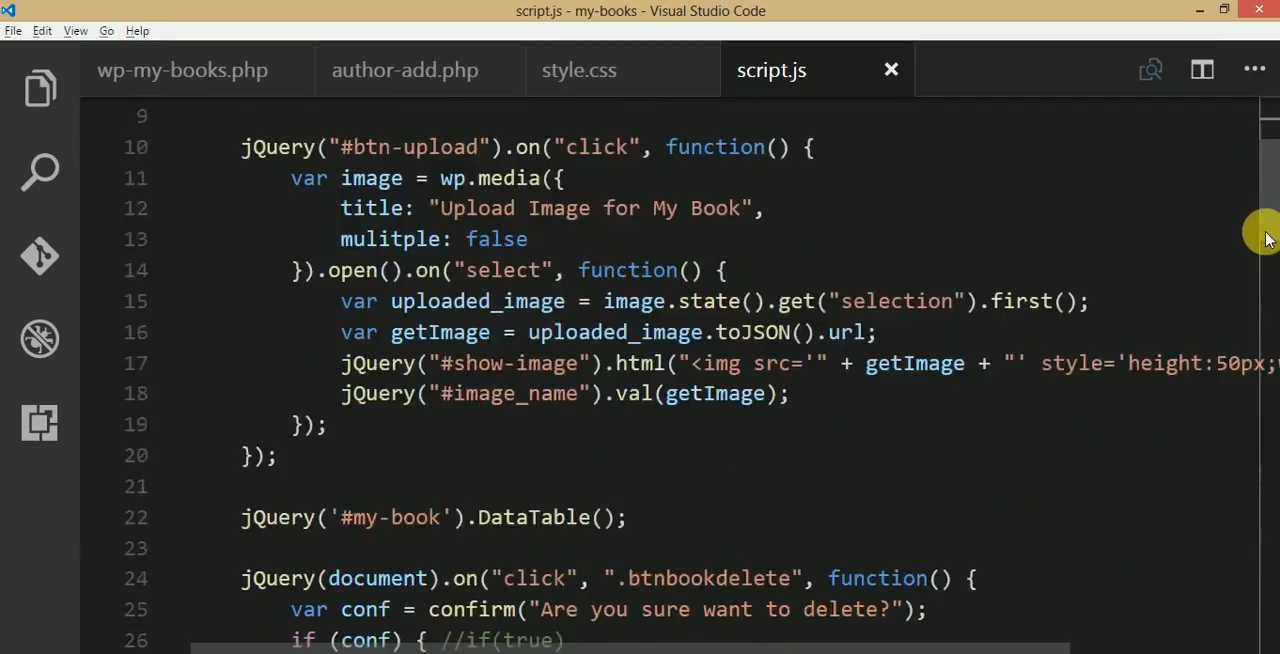 script.js - my-books - Visual Studio Code
File Edit View Go Help
wp-my-books.php author-add.php style.css script.js
9
10 jQuery("#btn-upload").on("click", function() {
11 var image = wp.media({
12 title: "Upload Image for My Book",
13 mulitple: false
14 }).open().on("select", function() {
15 var uploaded_image = image.state().get("selection").first();
16 var getImage = uploaded_image.toJSON().url;
17 jQuery("#show-image").html("<img src='" + getImage + "' style='height:50px;
18 jQuery("#image_name").val(getImage);
19 });
20 });
21
22 jQuery('#my-book').DataTable();
23
24 jQuery(document).on("click", ".btnbookdelete", function() {
25 var conf = confirm("Are you sure want to delete?");
26 if (conf) { //if(true)